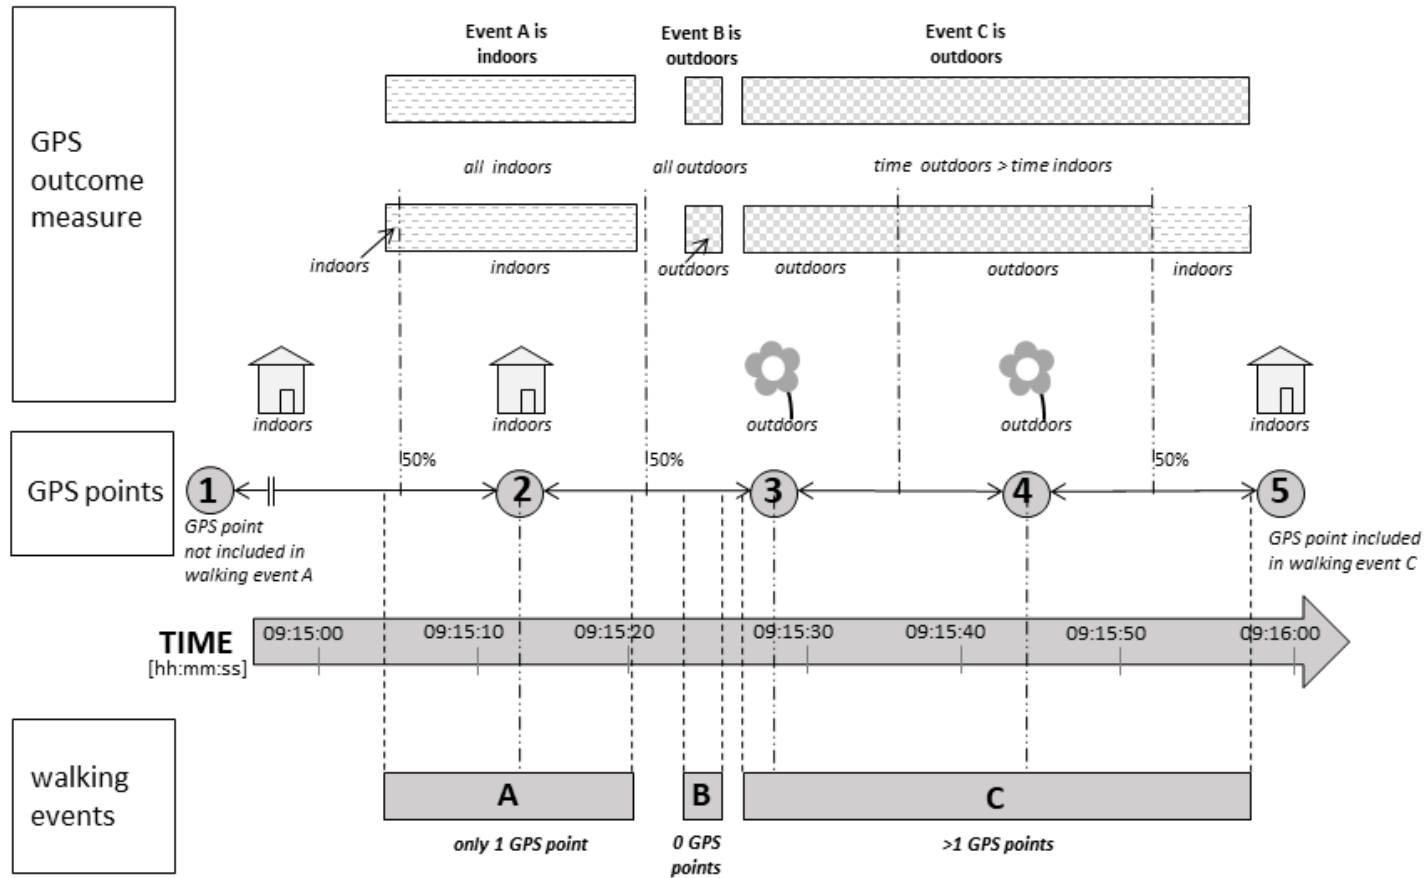 Event A is
indoors
Event B is
outdoors
Event C is
outdoors
GPS
outcome
measure
all indoors
all outdoors
time outdoors > time indoors
indoors
indoors
outdoors
outdoors
outdoors
indoors
indoors
indoors
outdoors
outdoors
indoors
50%
50%
50%
GPS points
1
2
3
4
5
GPS point
not included in
walking event A
GPS point included
in walking event C
TIME
[hh:mm:ss]
09:15:00
09:15:10
09:15:20
09:15:30
09:15:40
09:15:50
09:16:00
walking
events
A
B
C
only 1 GPS point
0 GPS
points
>1 GPS points